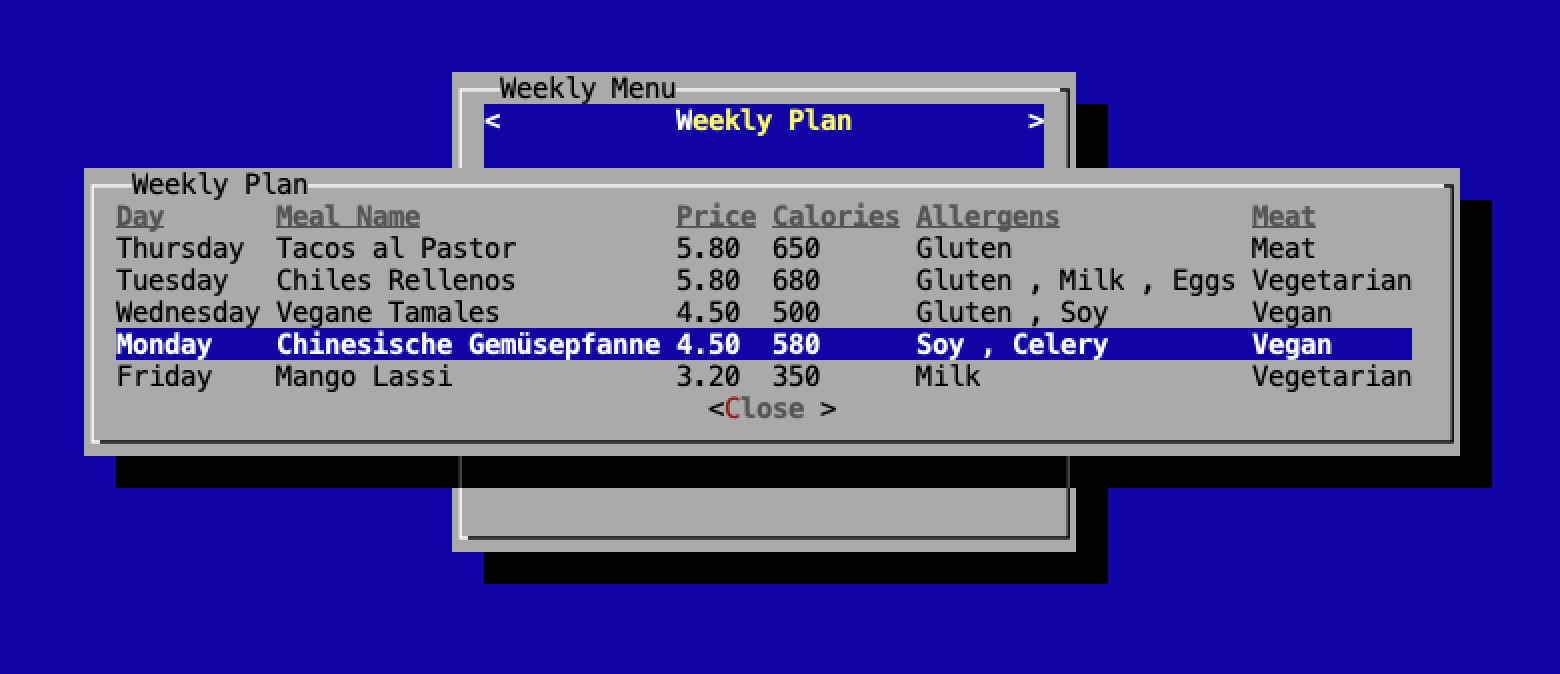 Weekly Menu
< Weekly Plan >
Weekly Plan
Day Meal Name Price Calories Allergens Meat
Thursday Tacos al Pastor 5.80 650 Gluten Meat
Tuesday Chiles Rellenos 5.80 680 Gluten , Milk , Eggs Vegetarian
Wednesday Vegane Tamales 4.50 500 Gluten , Soy Vegan
Monday Chinesische Gemüsepfanne 4.50 580 Soy , Celery Vegan
Friday Mango Lassi 3.20 350 Milk Vegetarian
<Close >